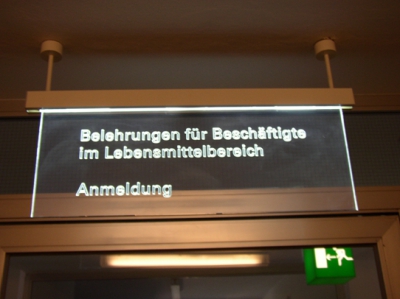 Belehrungen für Beschäftigte
im Lebensmittelbereich
Anmeldung